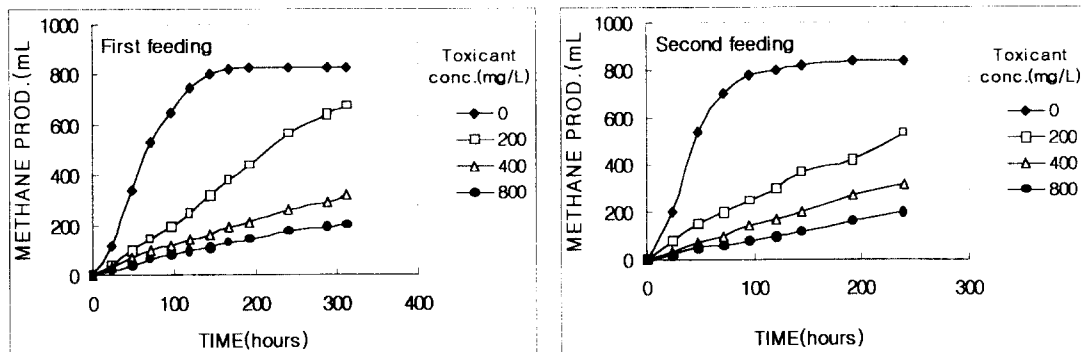 First feeding
METHANE PROD.(mL
1000
800
600
400
200
0
0 100 200 300 400
TIME(hours)
Toxicant
conc.(mg/L)
0
200
400
800
Second feeding
METHANE PROD.(mL
1000
800
600
400
200
0
0 100 200 300
TIME(hours)
Toxicant
conc.(mg/L)
0
200
400
800